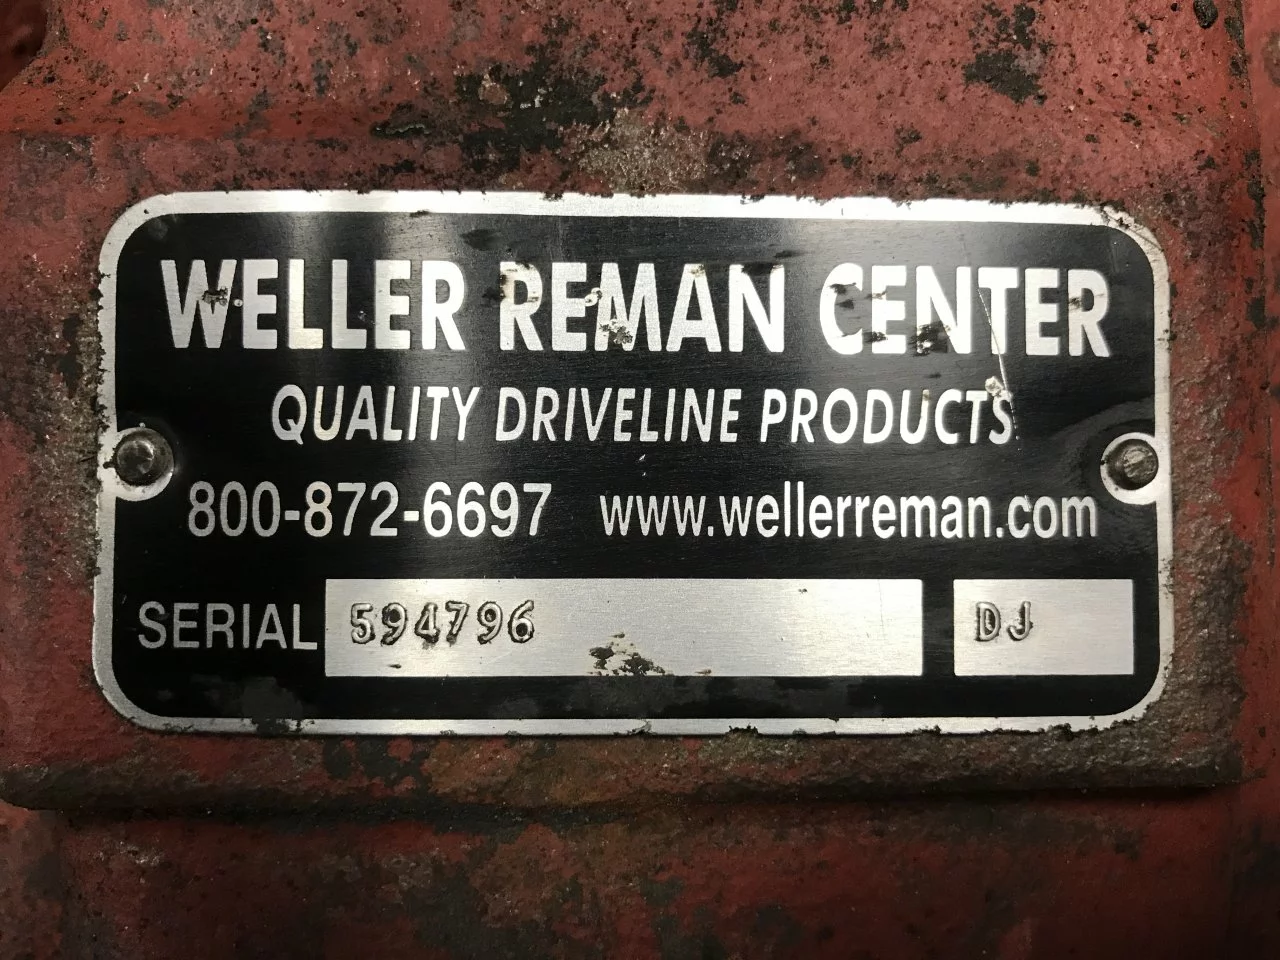 WELLER REMAN CENTER
QUALITY DRIVELINE PRODUCTS
800-872-6697 www.wellerreman.com
SERIAL 594796 DJ